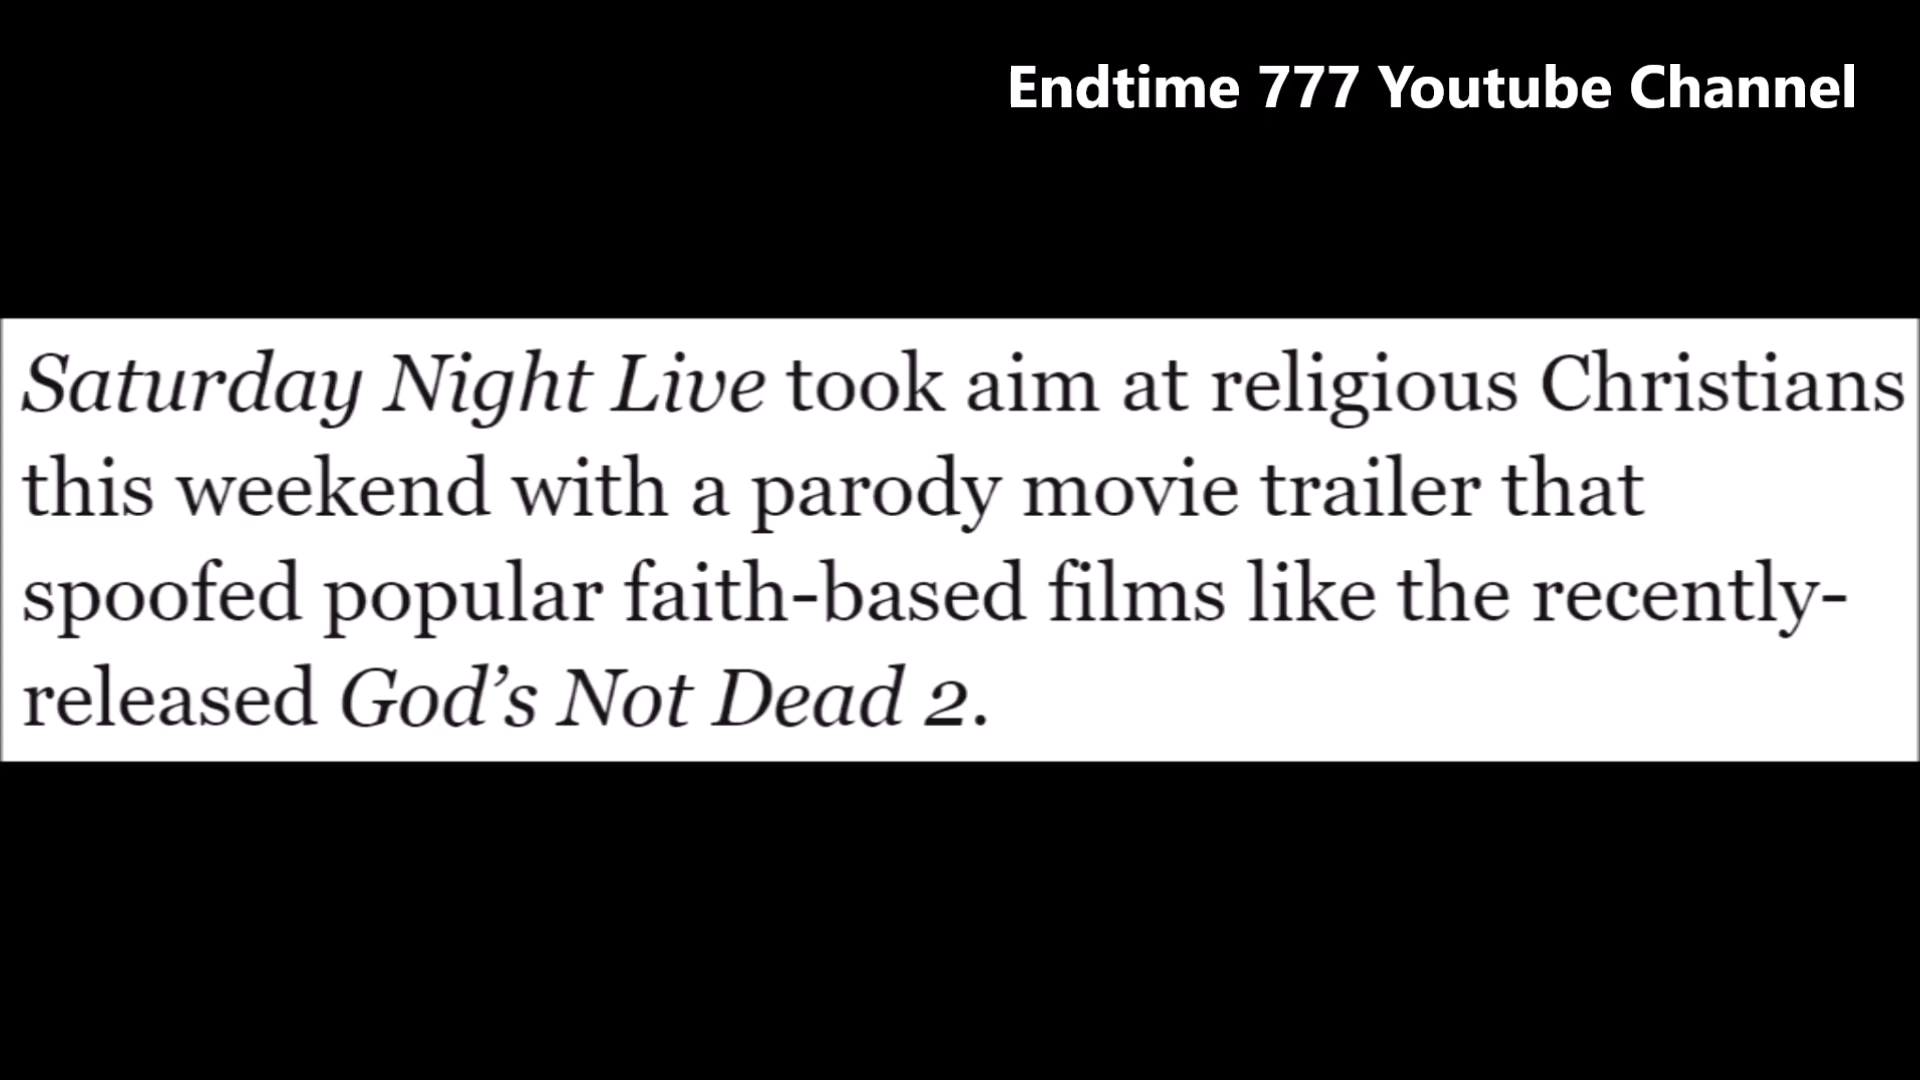 Endtime 777 Youtube Channel
Saturday Night Live took aim at religious Christians
this weekend with a parody movie trailer that
spoofed popular faith-based films like the recently-
released God’s Not Dead 2.